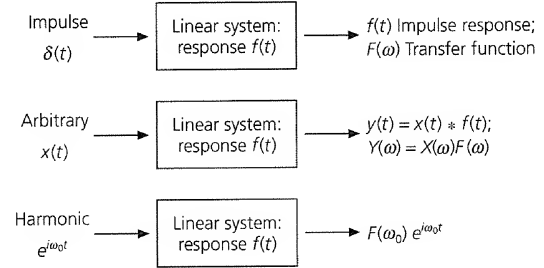 Impulse
δ(t)
Linear system:
response f(t)
f(t) Impulse response;
F(ω) Transfer function
Arbitrary
x(t)
Linear system:
response f(t)
y(t) = x(t) * f(t);
Y(ω) = X(ω)F(ω)
Harmonic
e^{iω₀t}
Linear system:
response f(t)
F(ω₀) e^{iω₀t}